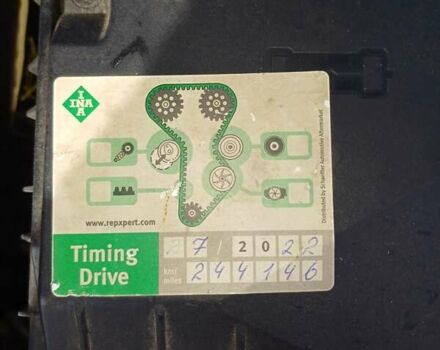 INA
www.repxpert.com
Distributed by Schaeffler Automotive Aftermarket
Timing
Drive
7 / 2022
km/
miles
244146